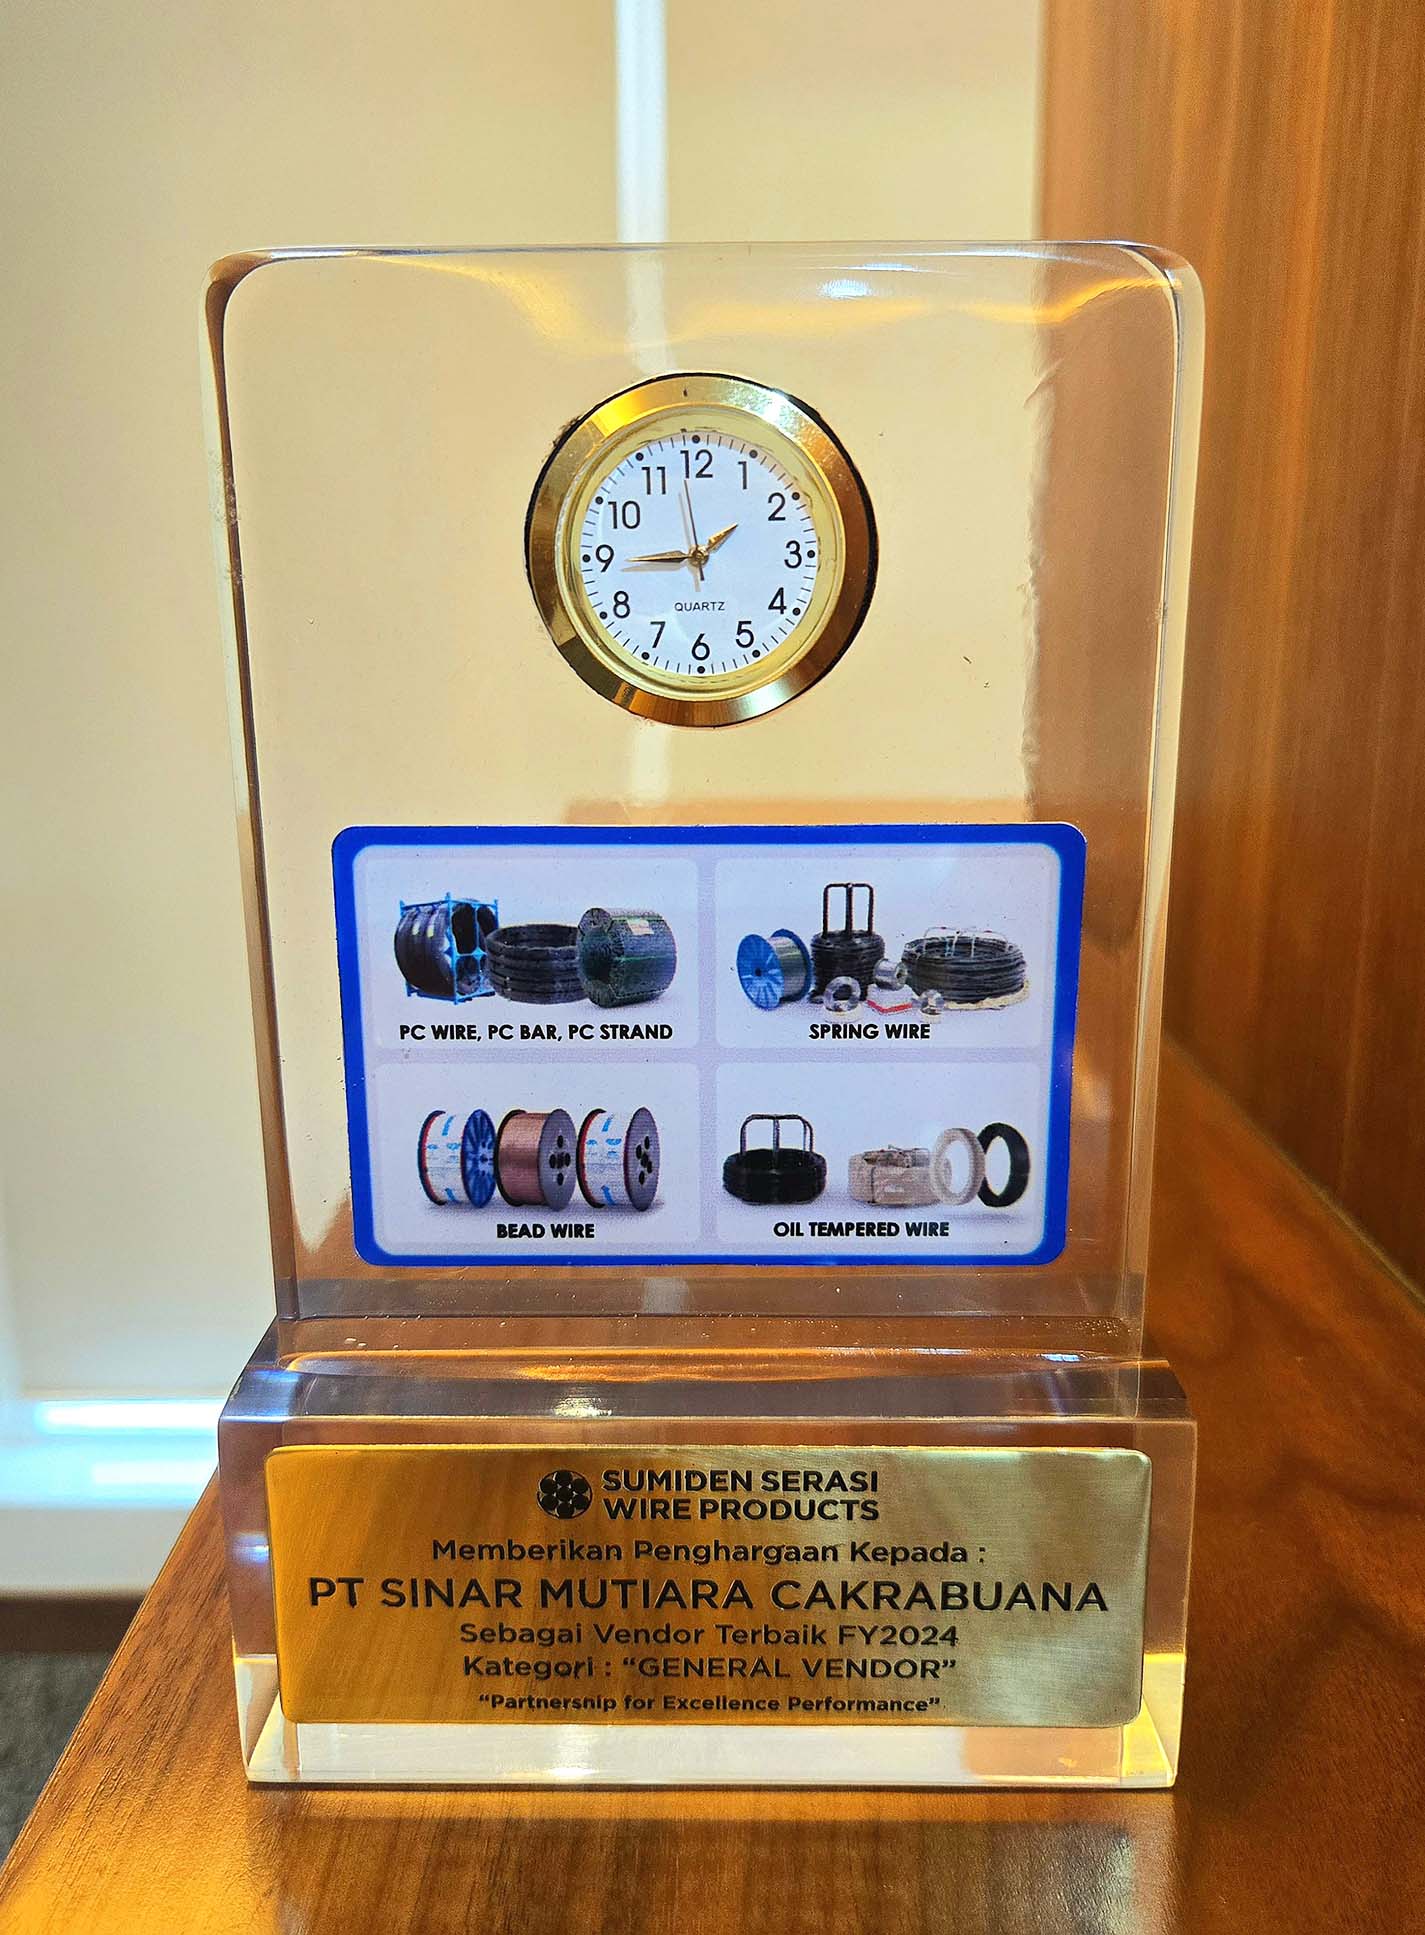 12
11
1
10
2
9
3
8
4
7
5
6
QUARTZ
PC WIRE, PC BAR, PC STRAND
SPRING WIRE
BEAD WIRE
OIL TEMPERED WIRE
SUMIDEN SERASI
WIRE PRODUCTS
Memberikan Penghargaan Kepada :
PT SINAR MUTIARA CAKRABUANA
Sebagai Vendor Terbaik FY2024
Kategori : “GENERAL VENDOR”
“Partnership for Excellence Performance”